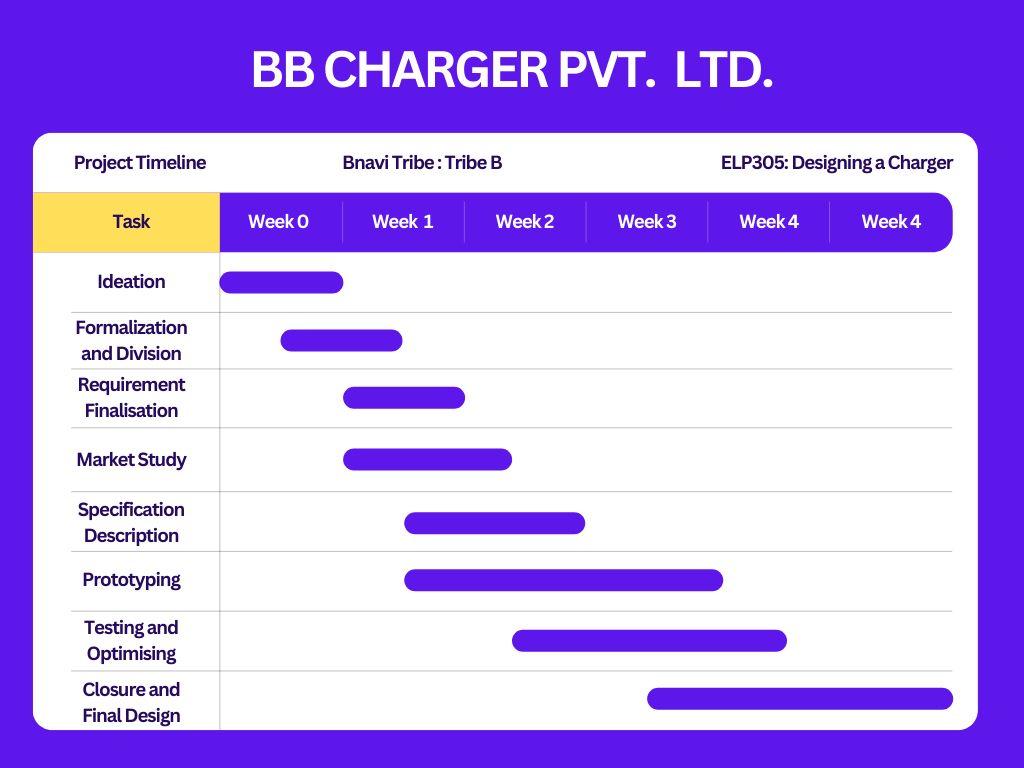 BB CHARGER PVT. LTD.
Project Timeline
Bnavi Tribe : Tribe B
ELP305: Designing a Charger
Task
Week 0
Week 1
Week 2
Week 3
Week 4
Week 4
Ideation
Formalization
and Division
Requirement
Finalisation
Market Study
Specification
Description
Prototyping
Testing and
Optimising
Closure and
Final Design